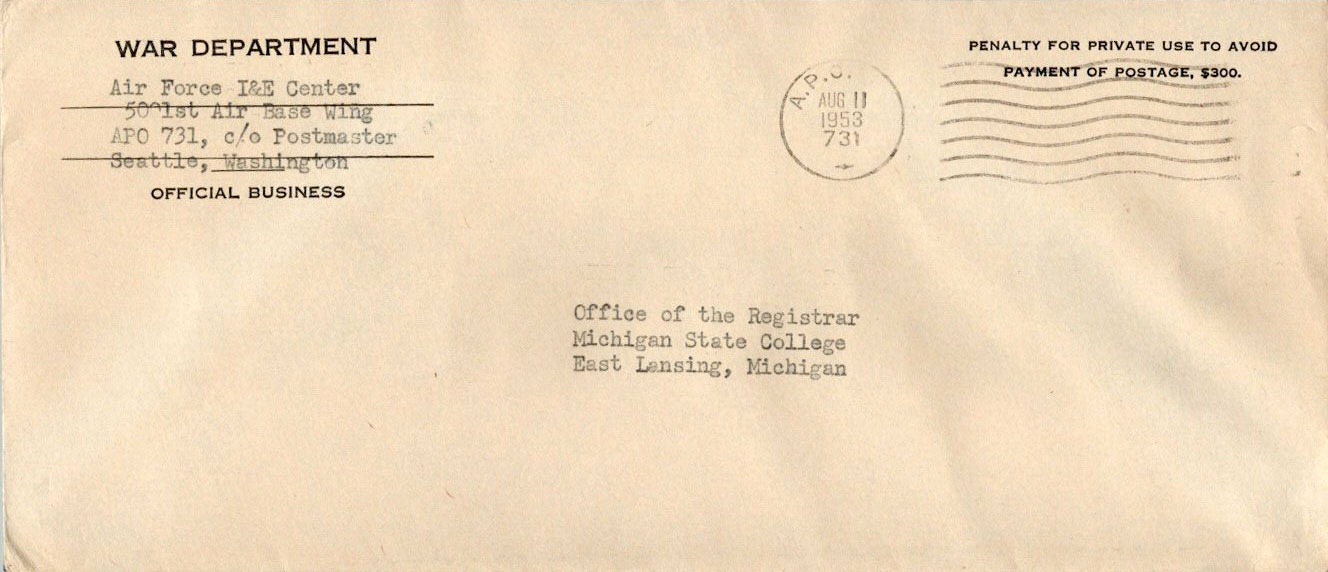 WAR DEPARTMENT
Air Force I&E Center
5001st Air Base Wing
APO 731, c/o Postmaster
Seattle, Washington
OFFICIAL BUSINESS
PENALTY FOR PRIVATE USE TO AVOID
PAYMENT OF POSTAGE, $300.
A.P.O.
AUG 11
1953
731
Office of the Registrar
Michigan State College
East Lansing, Michigan